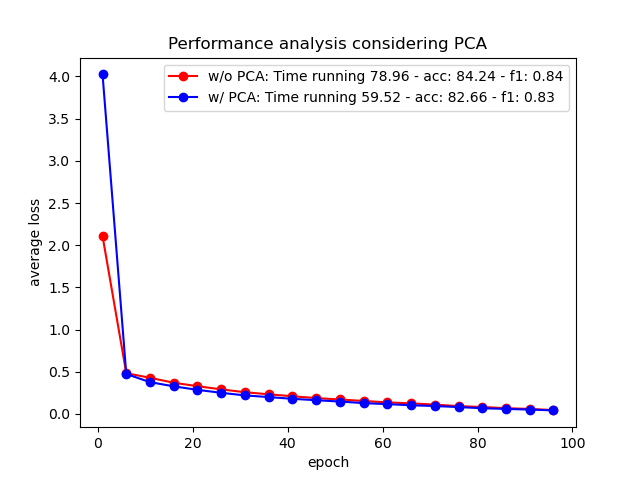 Performance analysis considering PCA
w/o PCA: Time running 78.96 - acc: 84.24 - f1: 0.84
w/ PCA: Time running 59.52 - acc: 82.66 - f1: 0.83
average loss
4.0
3.5
3.0
2.5
2.0
1.5
1.0
0.5
0.0
0 20 40 60 80 100
epoch